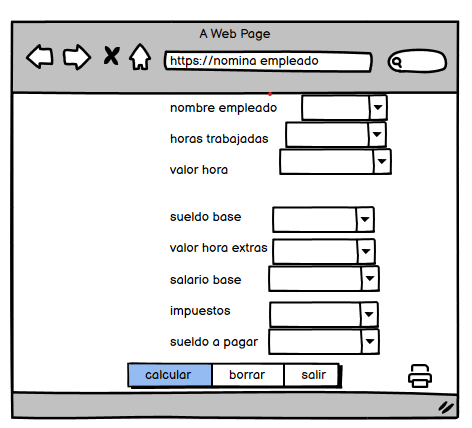 A Web Page
https://nomina empleado
nombre empleado
horas trabajadas
valor hora
sueldo base
valor hora extras
salario base
impuestos
sueldo a pagar
calcular borrar salir